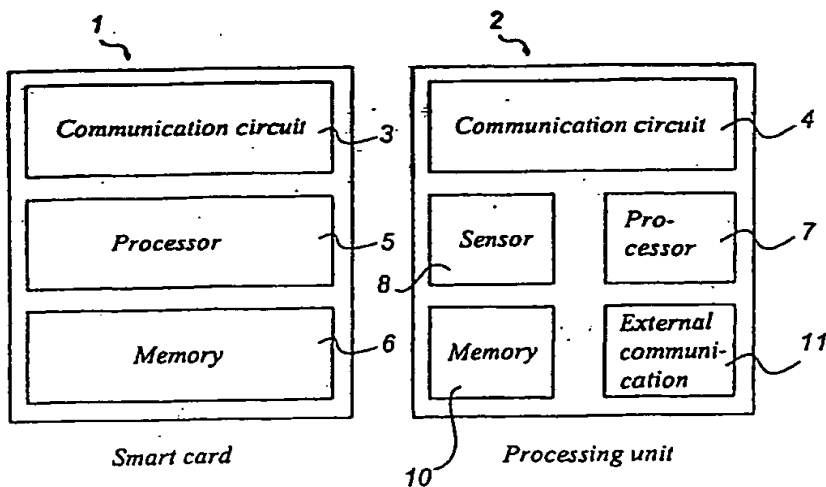 1
2
Communication circuit
3
Communication circuit
4
Processor
5
Sensor
8
Pro-
cessor
7
Memory
6
Memory
10
External
communi-
cation
11
Smart card
Processing unit